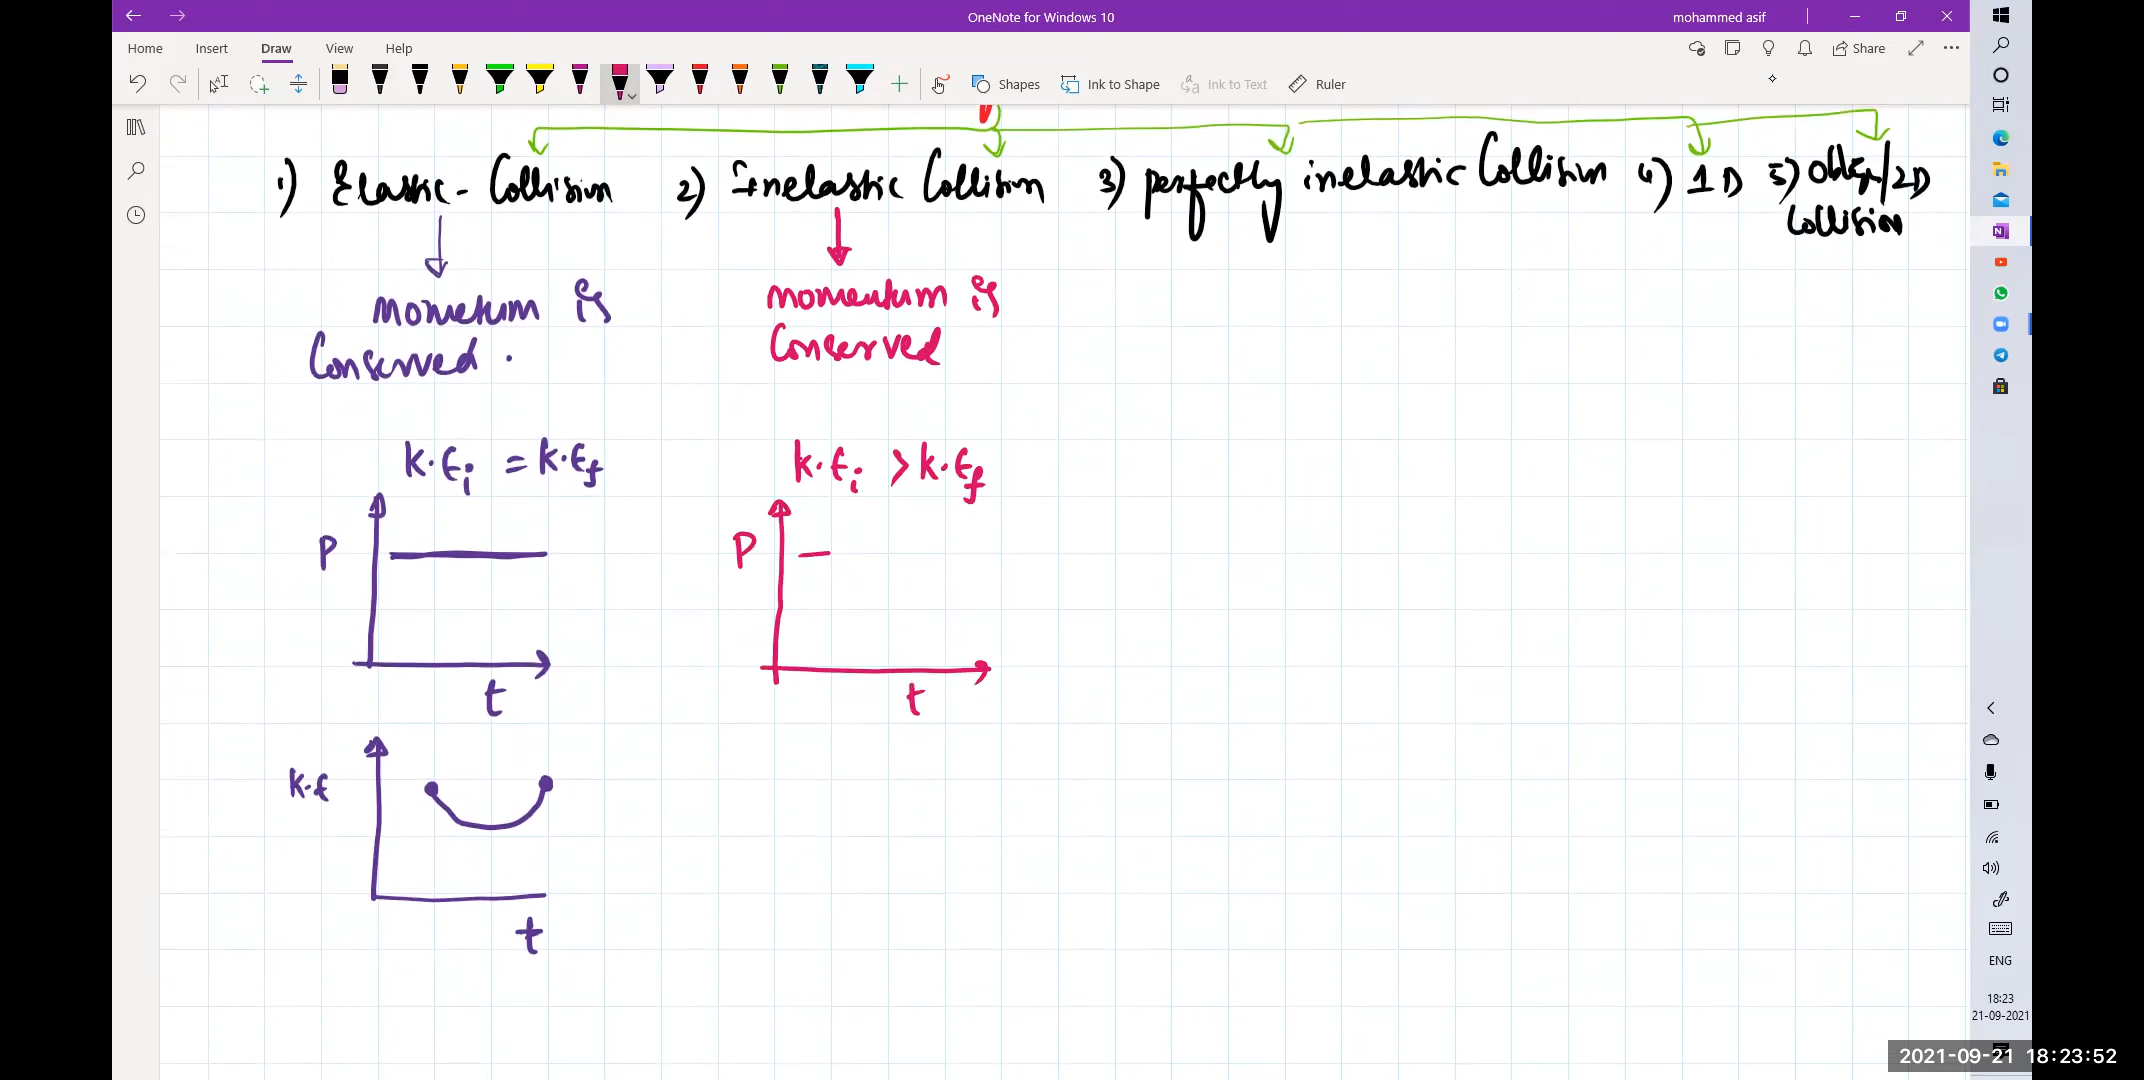 OneNote for Windows 10
mohammed asif
Home Insert Draw View Help
Share
Shapes Ink to Shape Ink to Text Ruler
1) Elastic - Collision 2) Inelastic Collision 3) perfectly inelastic Collision 4) 1D 5) /2D
Collision
Momentum is
Conserved .
momentum is
Conserved
K.Ei = K.Ef
K.Ei > K.Ef
P
t
P
t
K.E
t
ENG
18:23
21-09-2021
2021-09-21 18:23:52